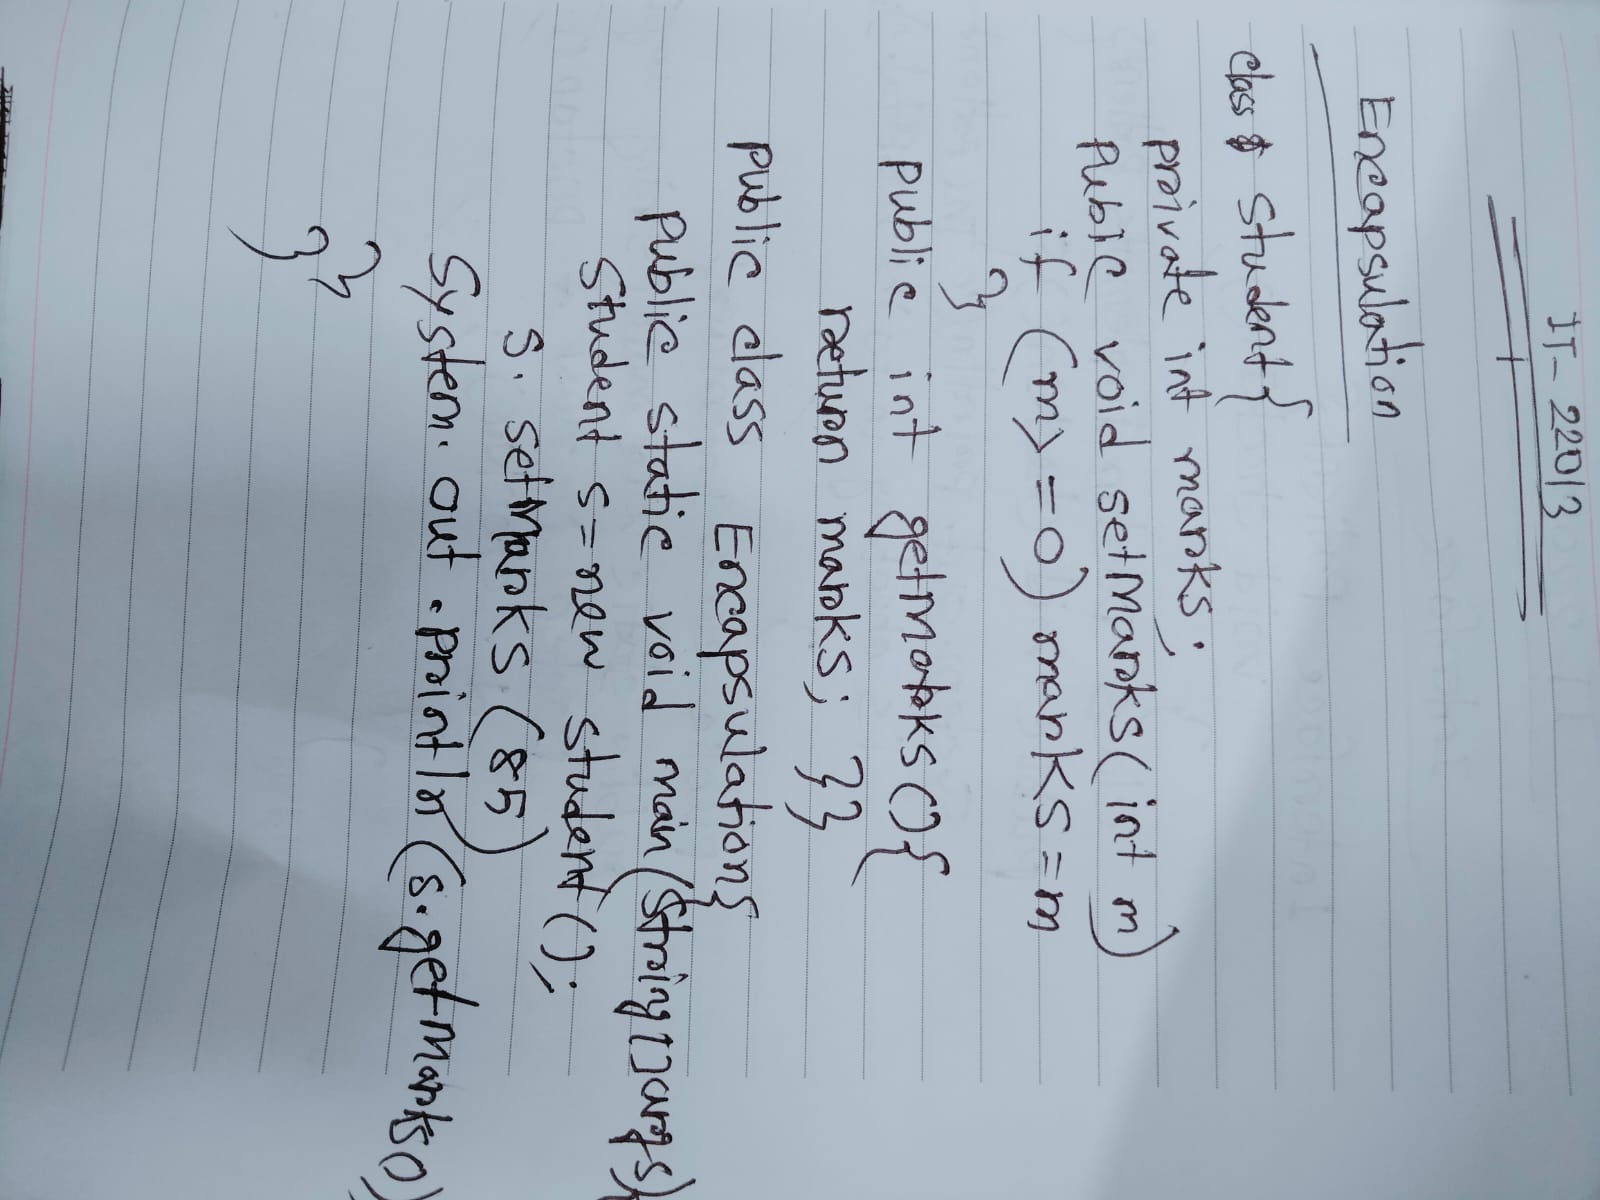 IT-22013
Encapsulation
class Student{
private int marks;
public void setMarks(int m)
if (m>=0) marks=m
}
public int getMarks(){
return marks; }}
public class Encapsulation{
public static void main(String[]args)
Student s=new student();
s. setMarks (85)
System. out . println (s.getMarks())
}}
}